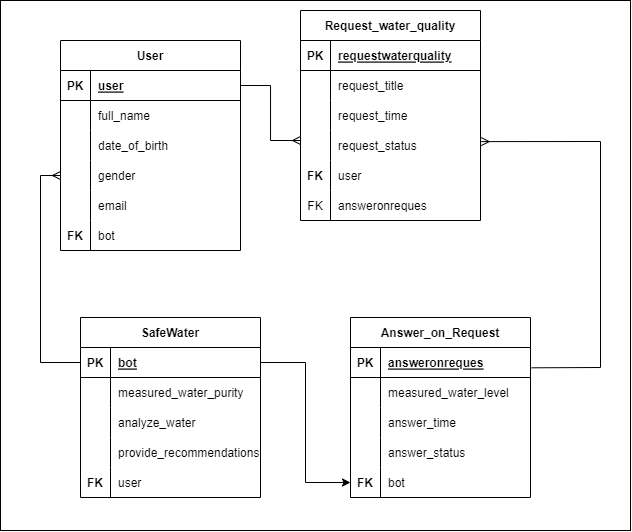 User
PK user
full_name
date_of_birth
gender
email
FK bot
Request_water_quality
PK requestwaterquality
request_title
request_time
request_status
FK user
FK answeronreques
SafeWater
PK bot
measured_water_purity
analyze_water
provide_recommendations
FK user
Answer_on_Request
PK answeronreques
measured_water_level
answer_time
answer_status
FK bot